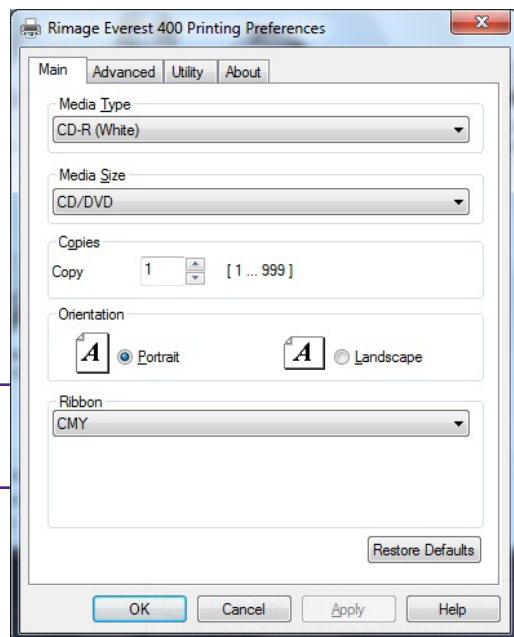 Rimage Everest 400 Printing Preferences
Main Advanced Utility About
Media Type
CD-R (White)
Media Size
CD/DVD
Copies
Copy 1 [ 1 ... 999 ]
Orientation
A Portrait A Landscape
Ribbon
CMY
Restore Defaults
OK Cancel Apply Help